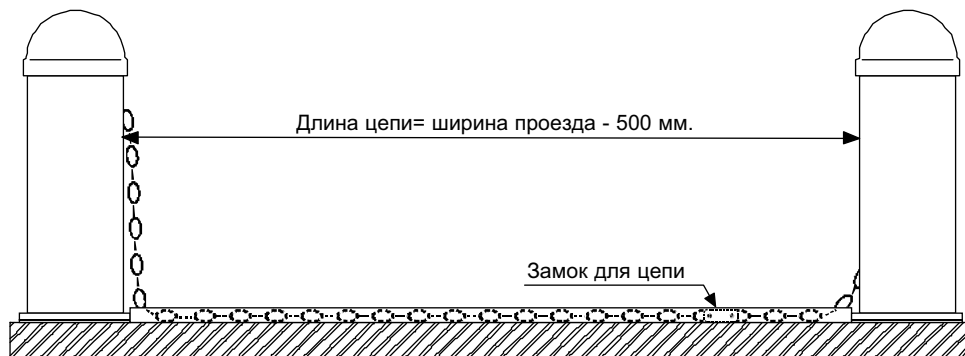 Длина цепи= ширина проезда - 500 мм.
Замок для цепи